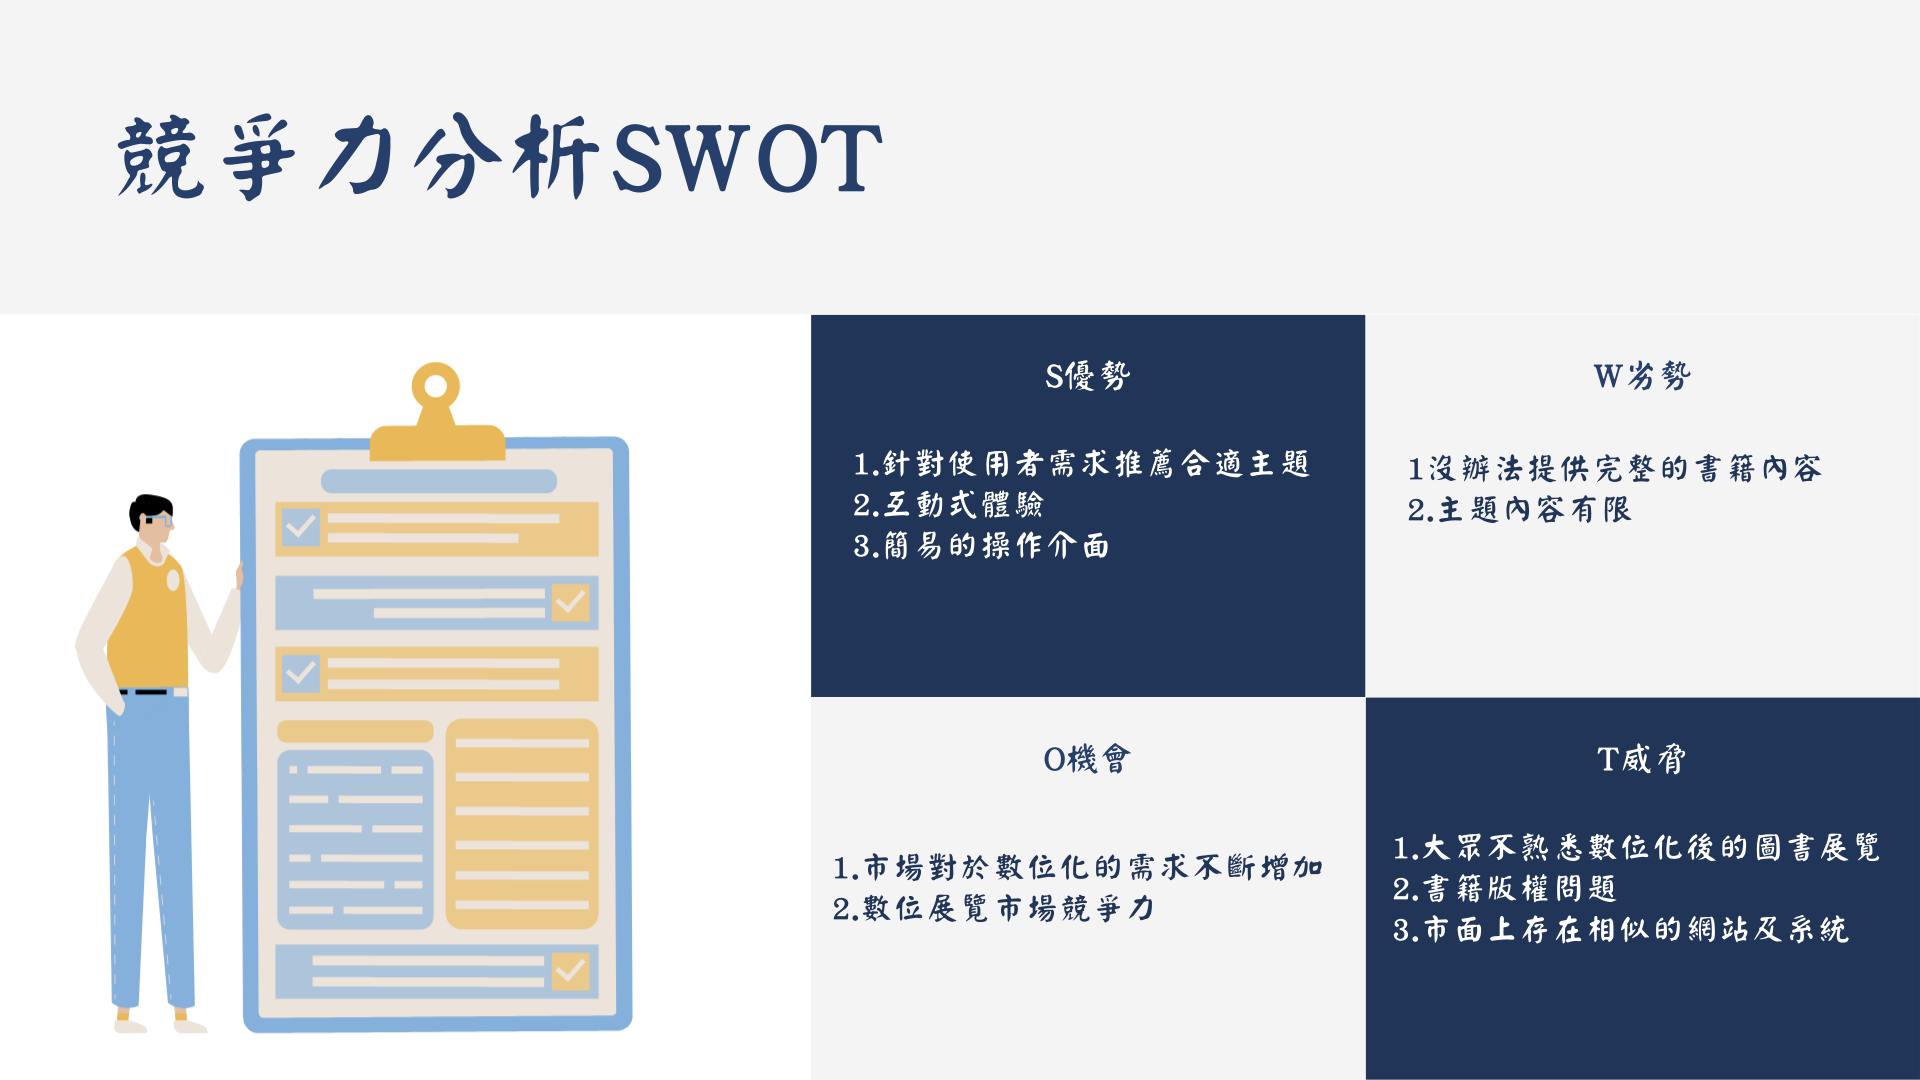 競爭力分析SWOT
S優勢
1.針對使用者需求推薦合適主題
2.互動式體驗
3.簡易的操作介面
W劣勢
1沒辦法提供完整的書籍內容
2.主題內容有限
O機會
1.市場對於數位化的需求不斷增加
2.數位展覽市場競爭力
T威脅
1.大眾不熟悉數位化後的圖書展覽
2.書籍版權問題
3.市面上存在相似的網站及系統